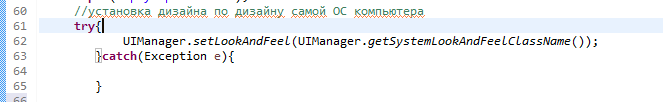 60 //установка дизайна по дизайну самой ОС компьютера
61 try{
62 UIManager.setLookAndFeel(UIManager.getSystemLookAndFeelClassName());
63 }catch(Exception e){
64
65 }
66